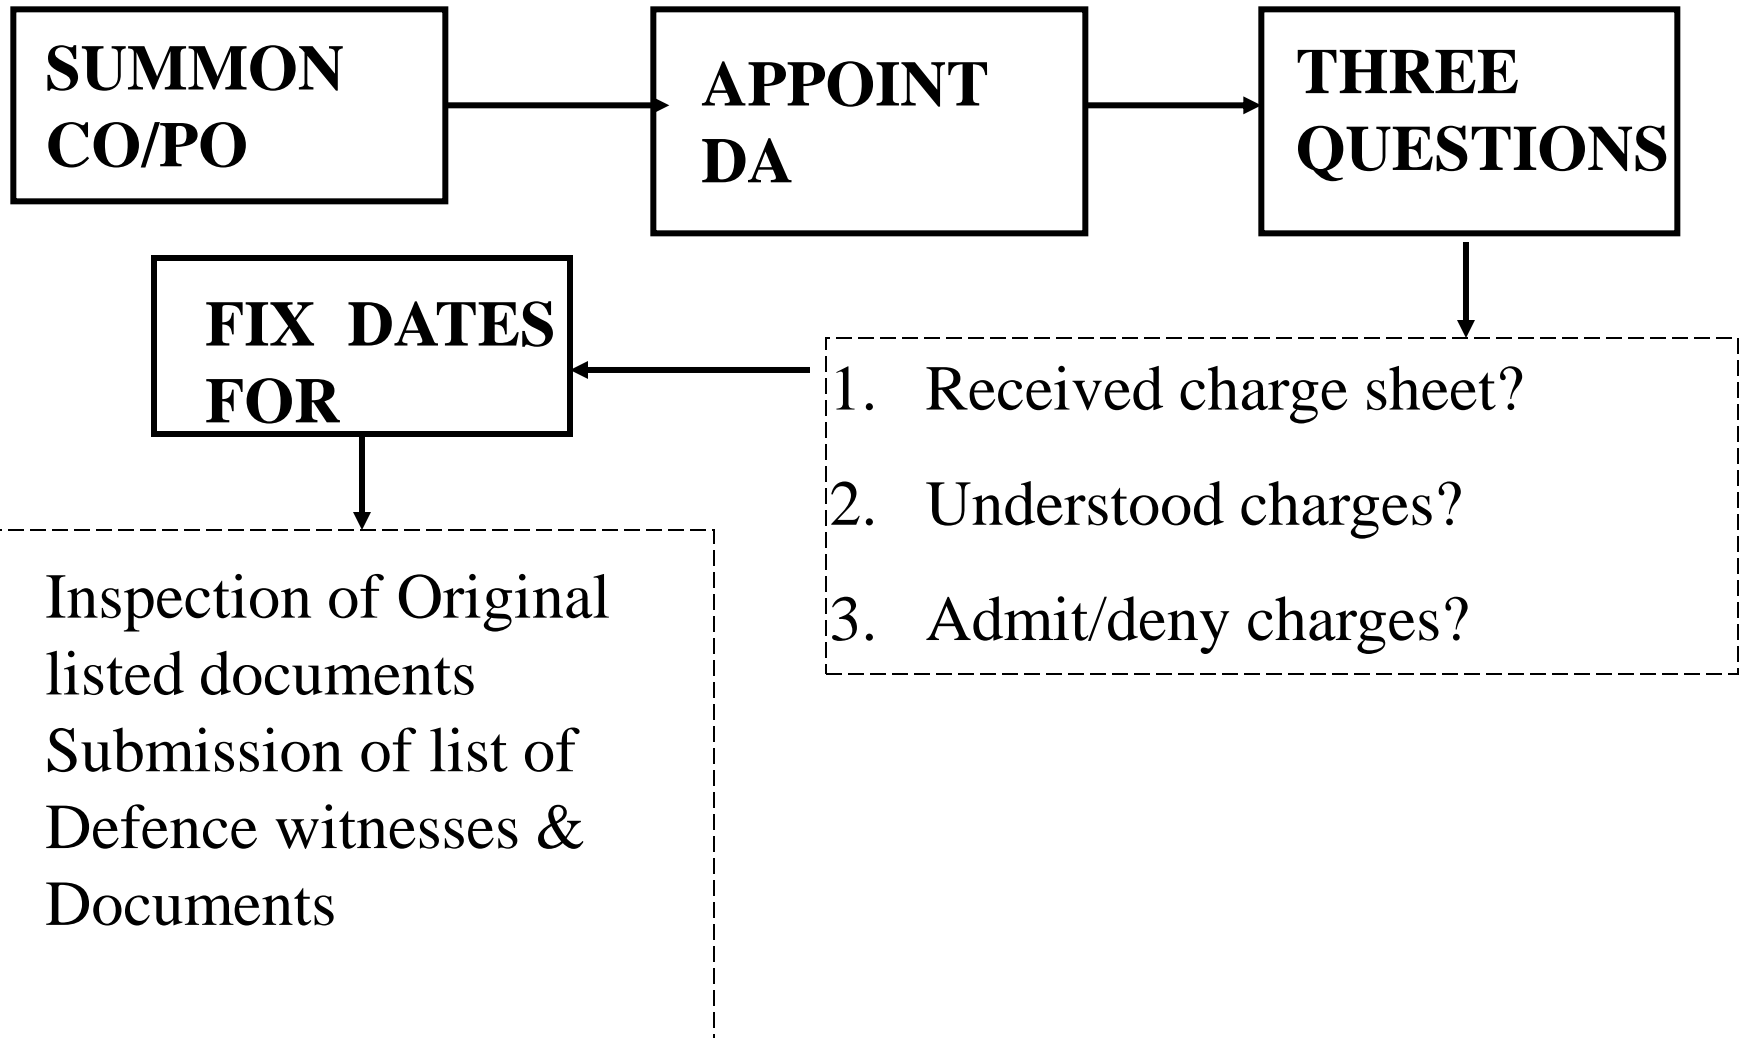 SUMMON
CO/PO
APPOINT
DA
THREE
QUESTIONS
1. Received charge sheet?
2. Understood charges?
3. Admit/deny charges?
FIX DATES
FOR
Inspection of Original
listed documents
Submission of list of
Defence witnesses &
Documents